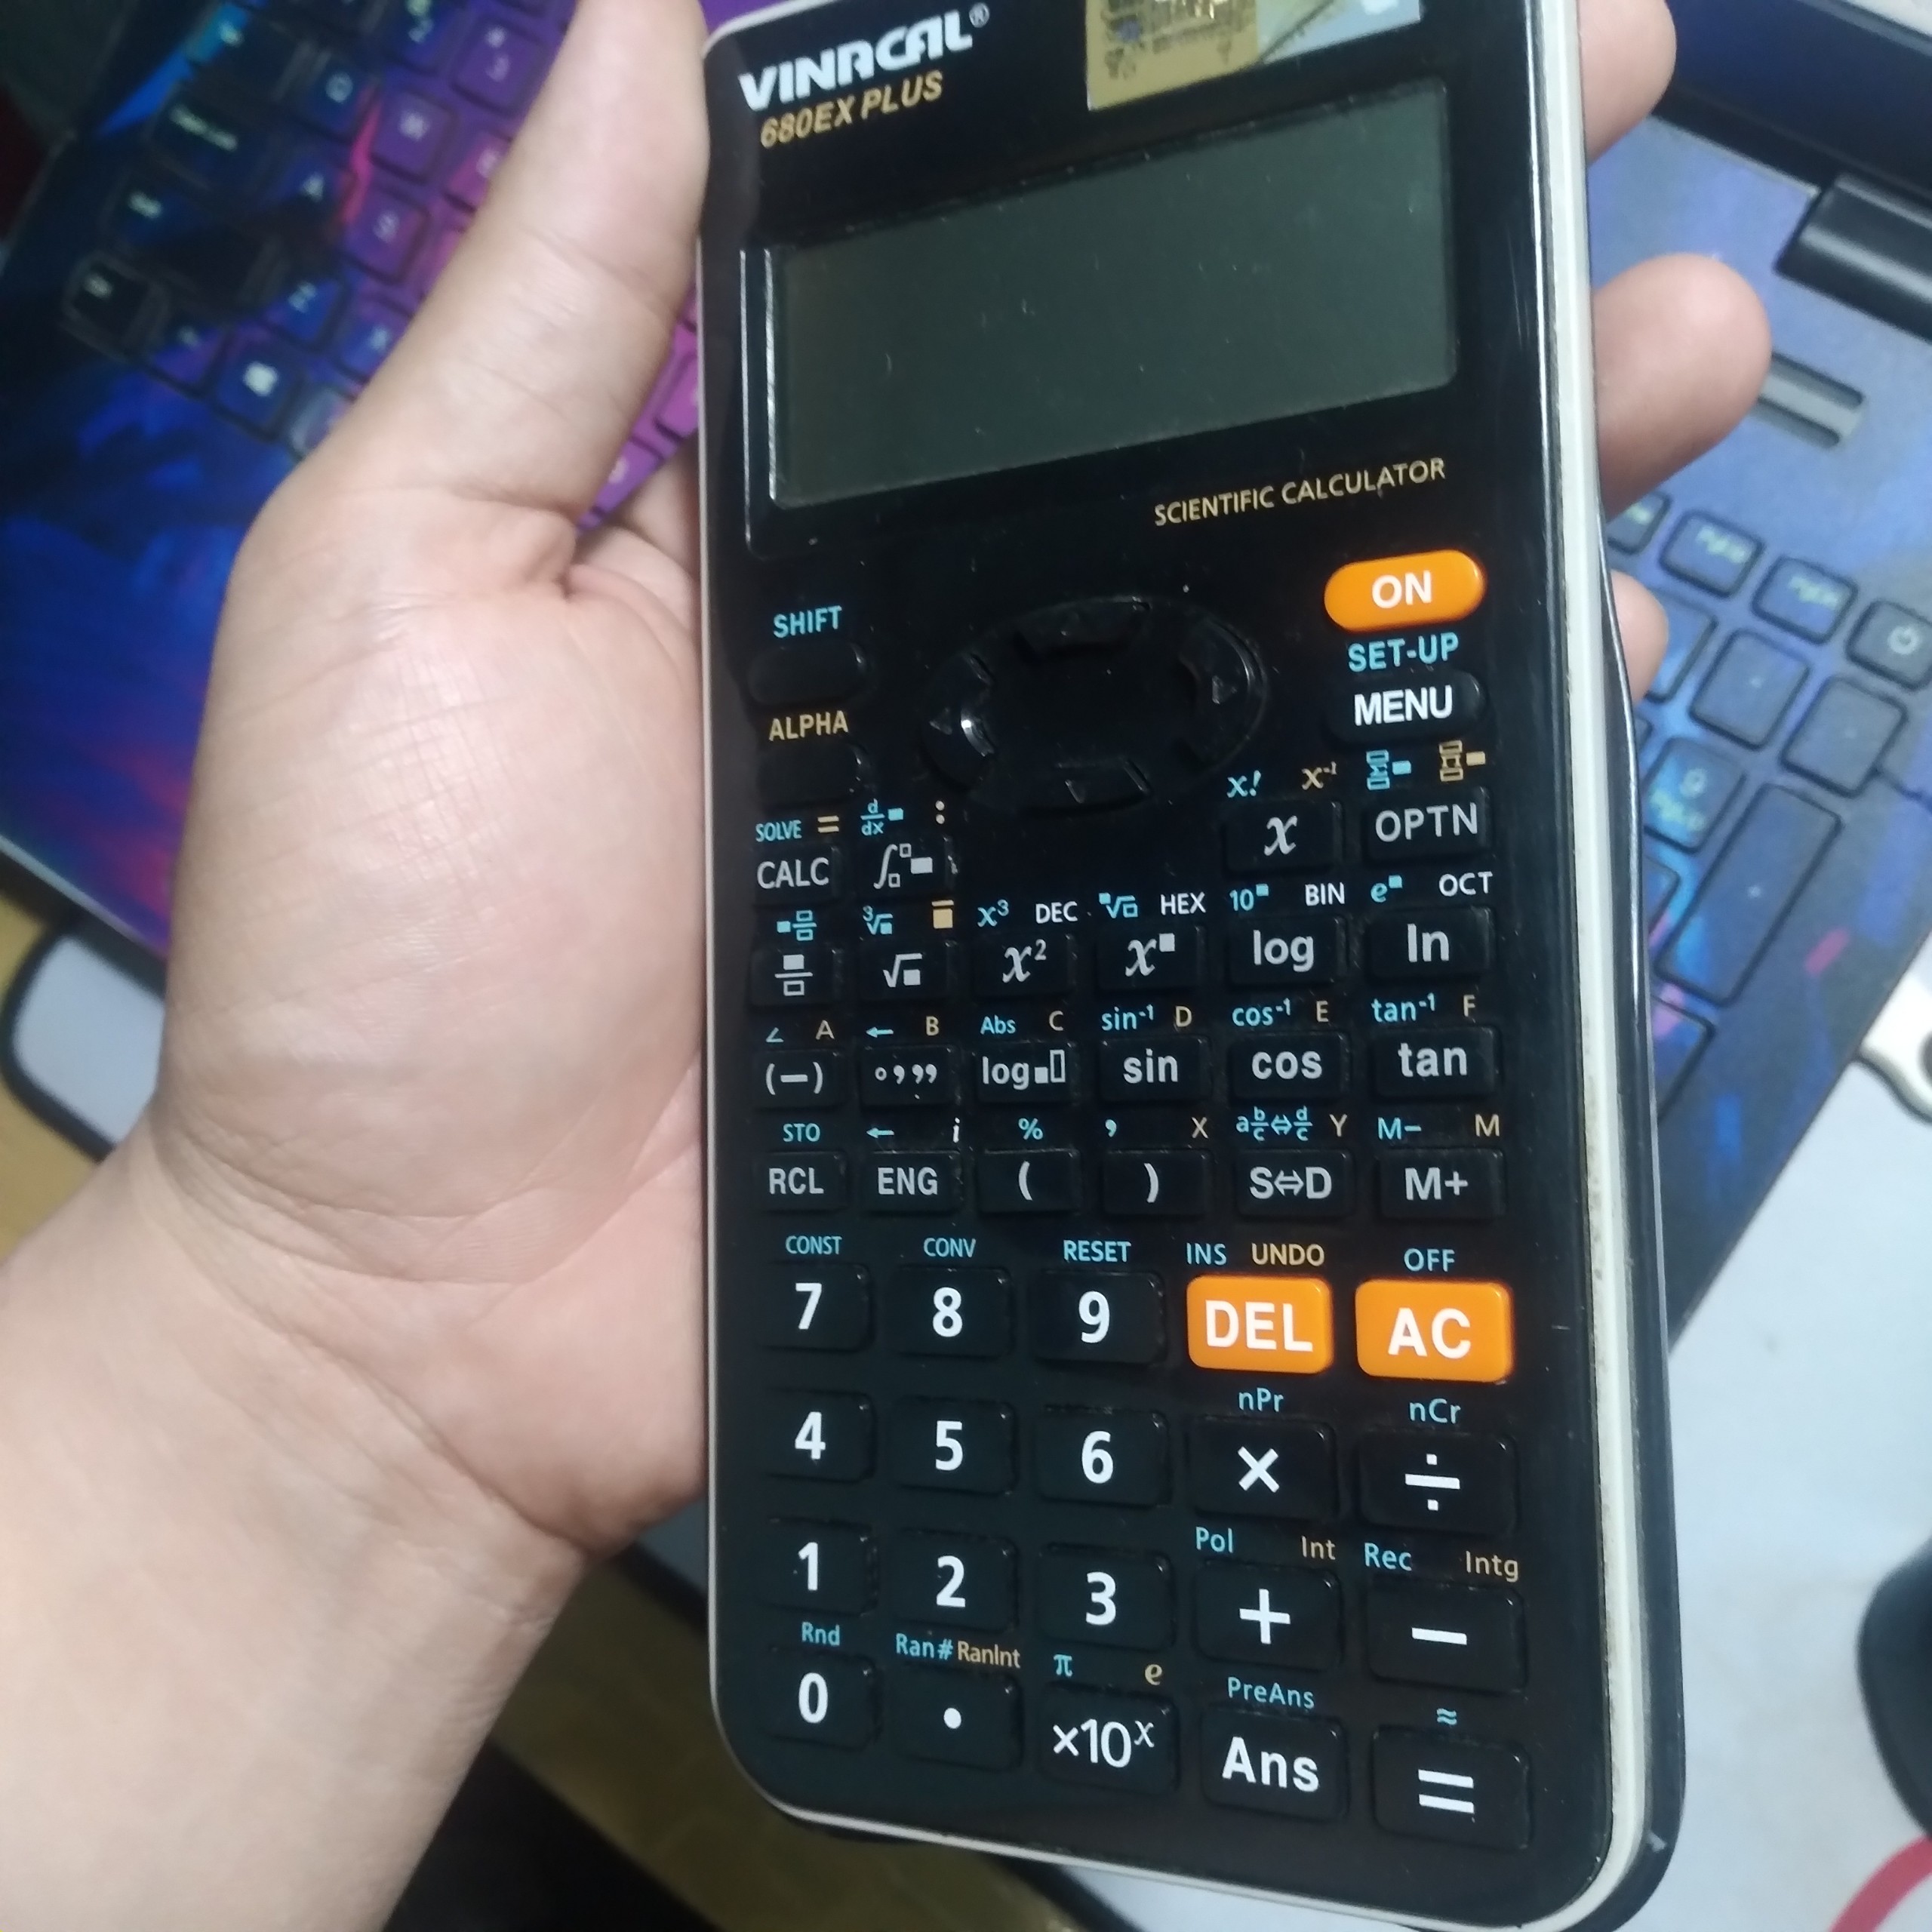 VINACAL®
680EX PLUS
SCIENTIFIC CALCULATOR
ON
SHIFT
SET-UP
MENU
ALPHA
x! x⁻¹
SOLVE = d/dx :
CALC ∫ x OPTN
³√ x³ DEC √ HEX 10 BIN e OCT
√ x² x log ln
∠ A ← B Abs C sin⁻¹ D cos⁻¹ E tan⁻¹ F
(−) ° , ,, log sin cos tan
STO ← i % , X a b/c⇔d/c Y M− M
RCL ENG ( ) S⇔D M+
CONST CONV RESET INS UNDO OFF
7 8 9 DEL AC
nPr nCr
4 5 6 × ÷
Pol Int Rec Intg
1 2 3 + −
Rnd Ran# RanInt π e PreAns ≈
0 . ×10ˣ Ans =